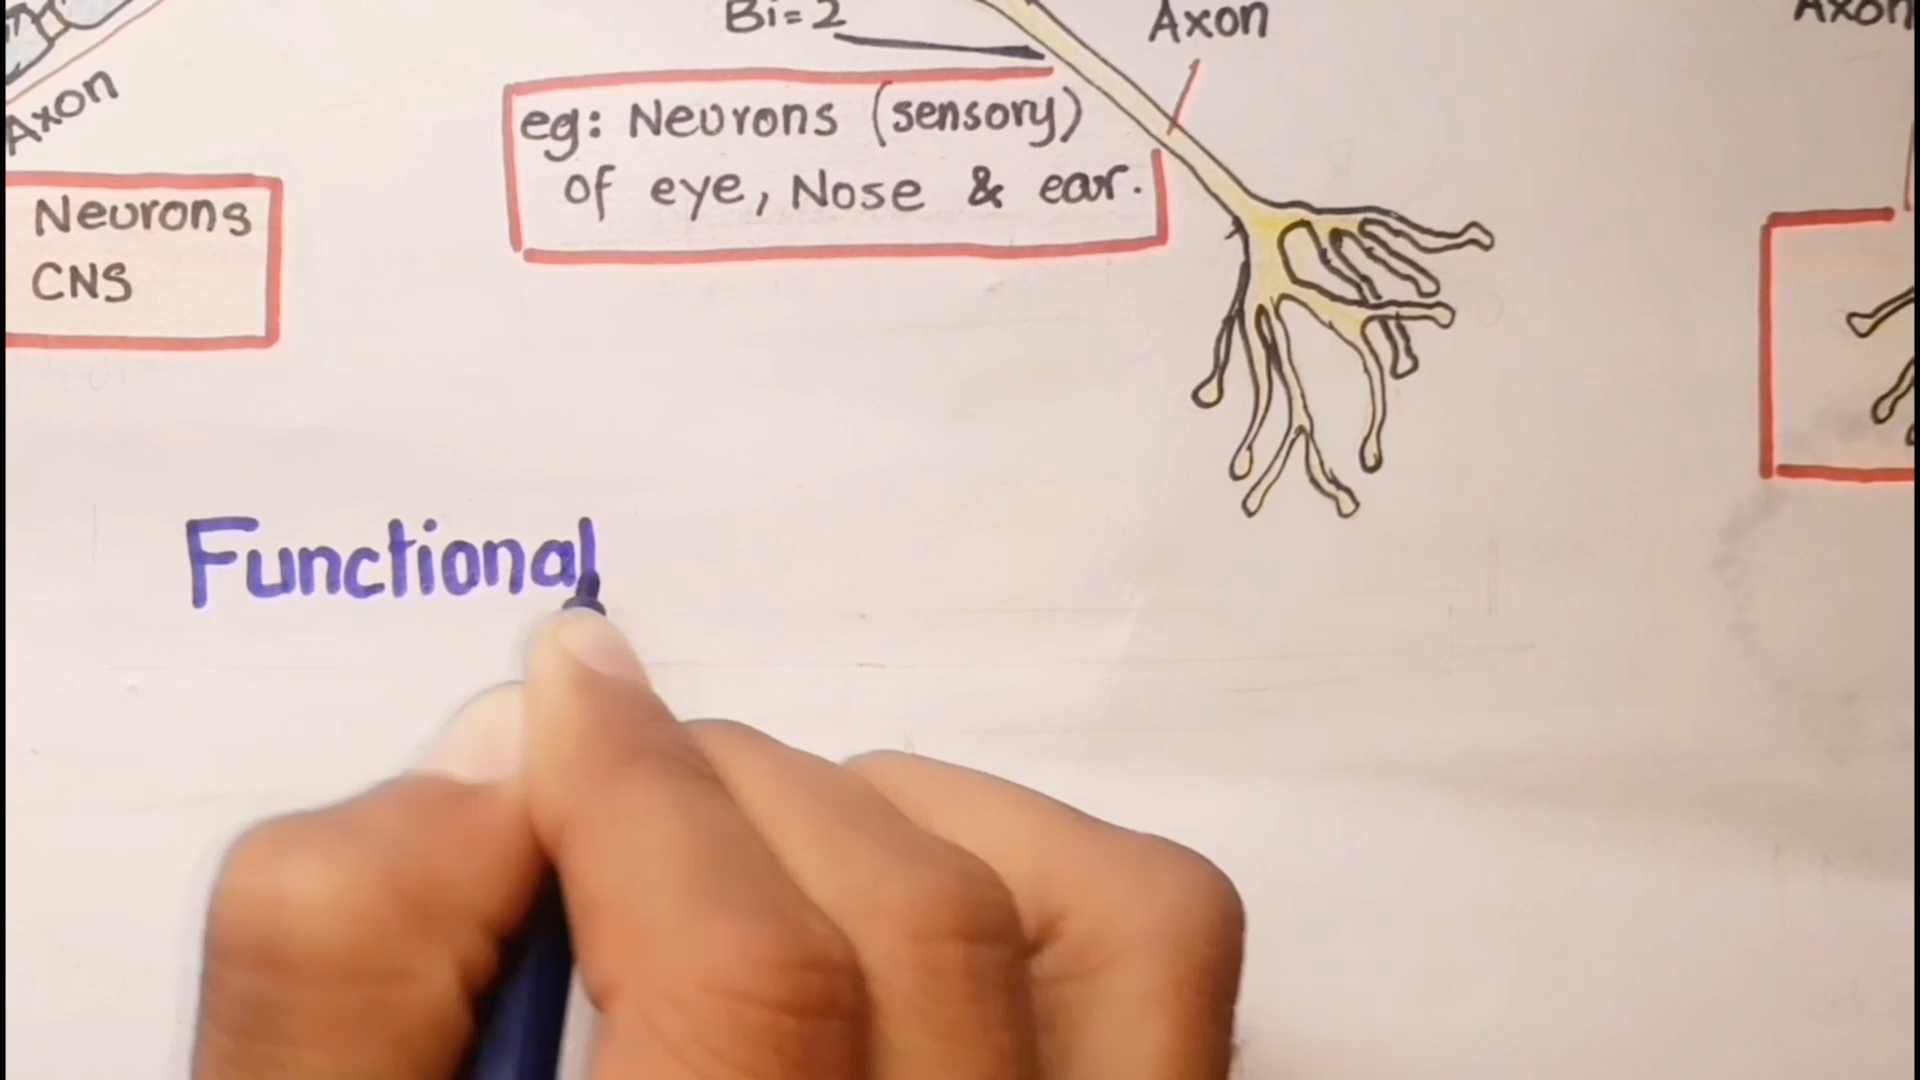 Bi=2
Axon
Axon
Axon
eg: Neurons (sensory)
of eye, Nose & ear.
Neurons
CNS
Functional